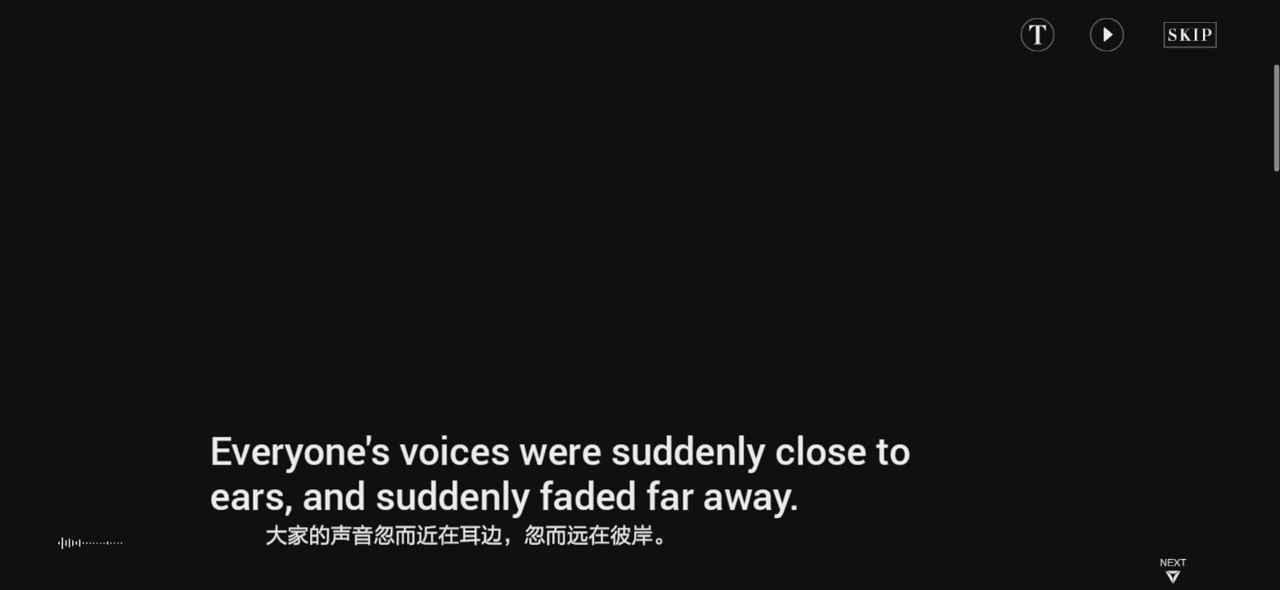 T
SKIP
Everyone's voices were suddenly close to
ears, and suddenly faded far away.
大家的声音忽而近在耳边，忽而远在彼岸。
NEXT